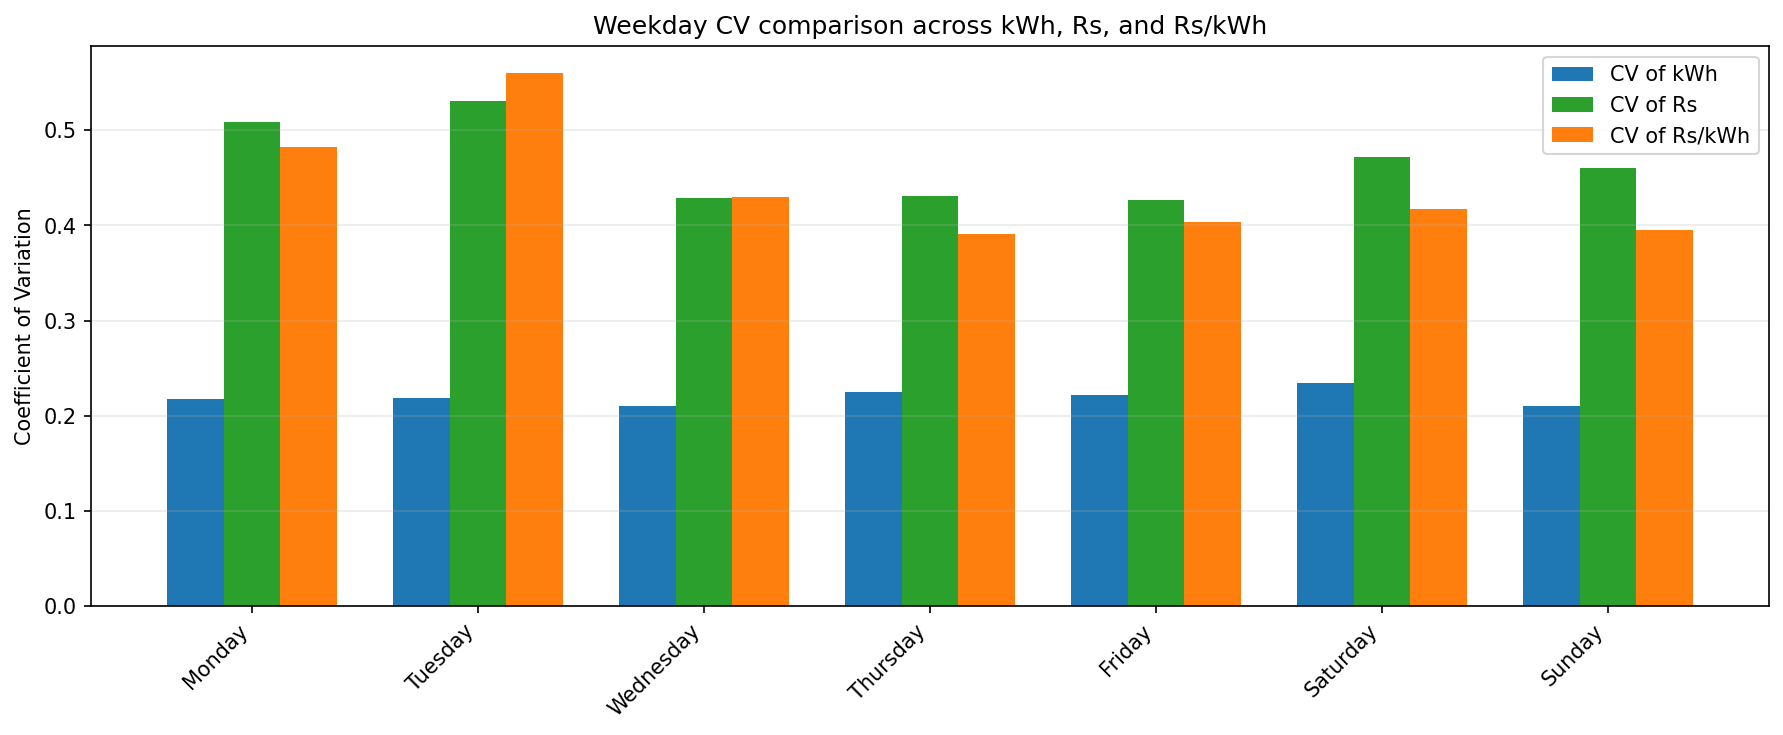 Weekday CV comparison across kWh, Rs, and Rs/kWh
CV of kWh
CV of Rs
CV of Rs/kWh
Coefficient of Variation
0.5
0.4
0.3
0.2
0.1
0.0
Monday
Tuesday
Wednesday
Thursday
Friday
Saturday
Sunday